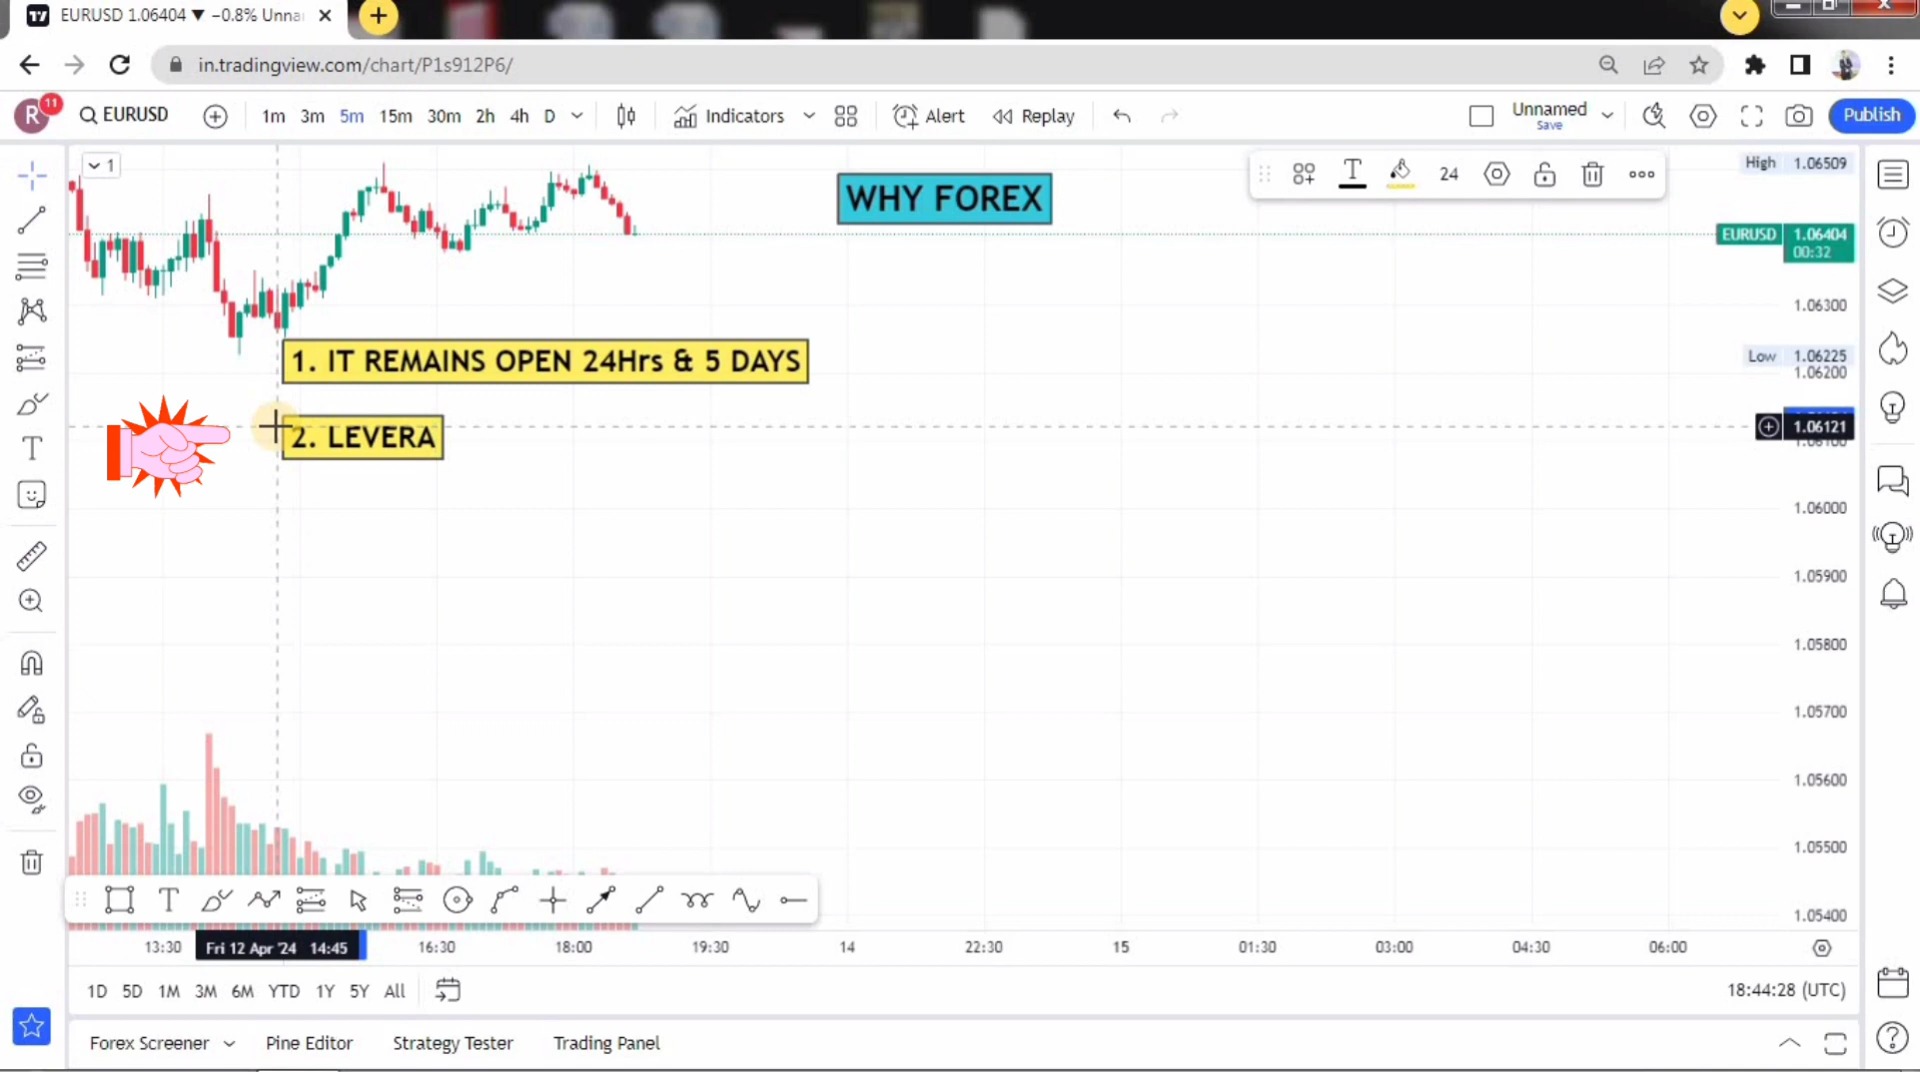 EURUSD 1.06404 ▼ −0.8% Unna
in.tradingview.com/chart/P1s912P6/
R 11
EURUSD 1m 3m 5m 15m 30m 2h 4h D Indicators Alert Replay Unnamed Save Publish
1
WHY FOREX
24
High 1.06509
EURUSD 1.06404
00:32
1.06300
Low 1.06225
1.06200
1. IT REMAINS OPEN 24Hrs & 5 DAYS
1.06121
2. LEVERA
1.06100
1.06000
1.05900
1.05800
1.05700
1.05600
1.05500
1.05400
13:30 Fri 12 Apr '24 14:45 16:30 18:00 19:30 14 22:30 15 01:30 03:00 04:30 06:00
1D 5D 1M 3M 6M YTD 1Y 5Y All 18:44:28 (UTC)
Forex Screener Pine Editor Strategy Tester Trading Panel